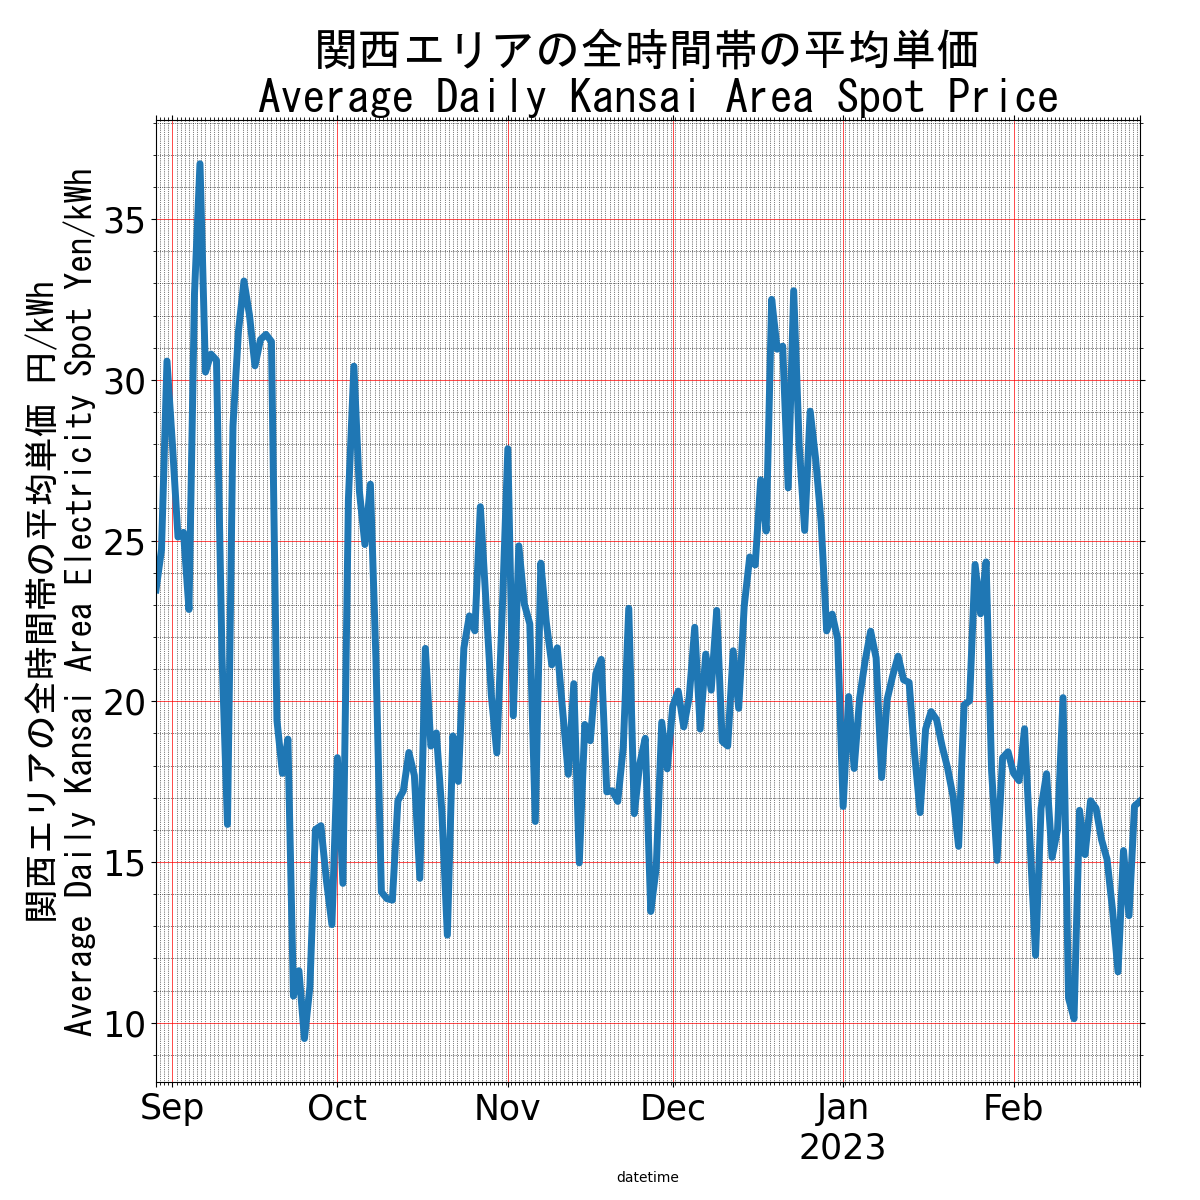 関西エリアの全時間帯の平均単価
Average Daily Kansai Area Spot Price
関西エリアの全時間帯の平均単価 円/kWh
Average Daily Kansai Area Electricity Spot Yen/kWh
35
30
25
20
15
10
Sep Oct Nov Dec Jan Feb
2023
datetime